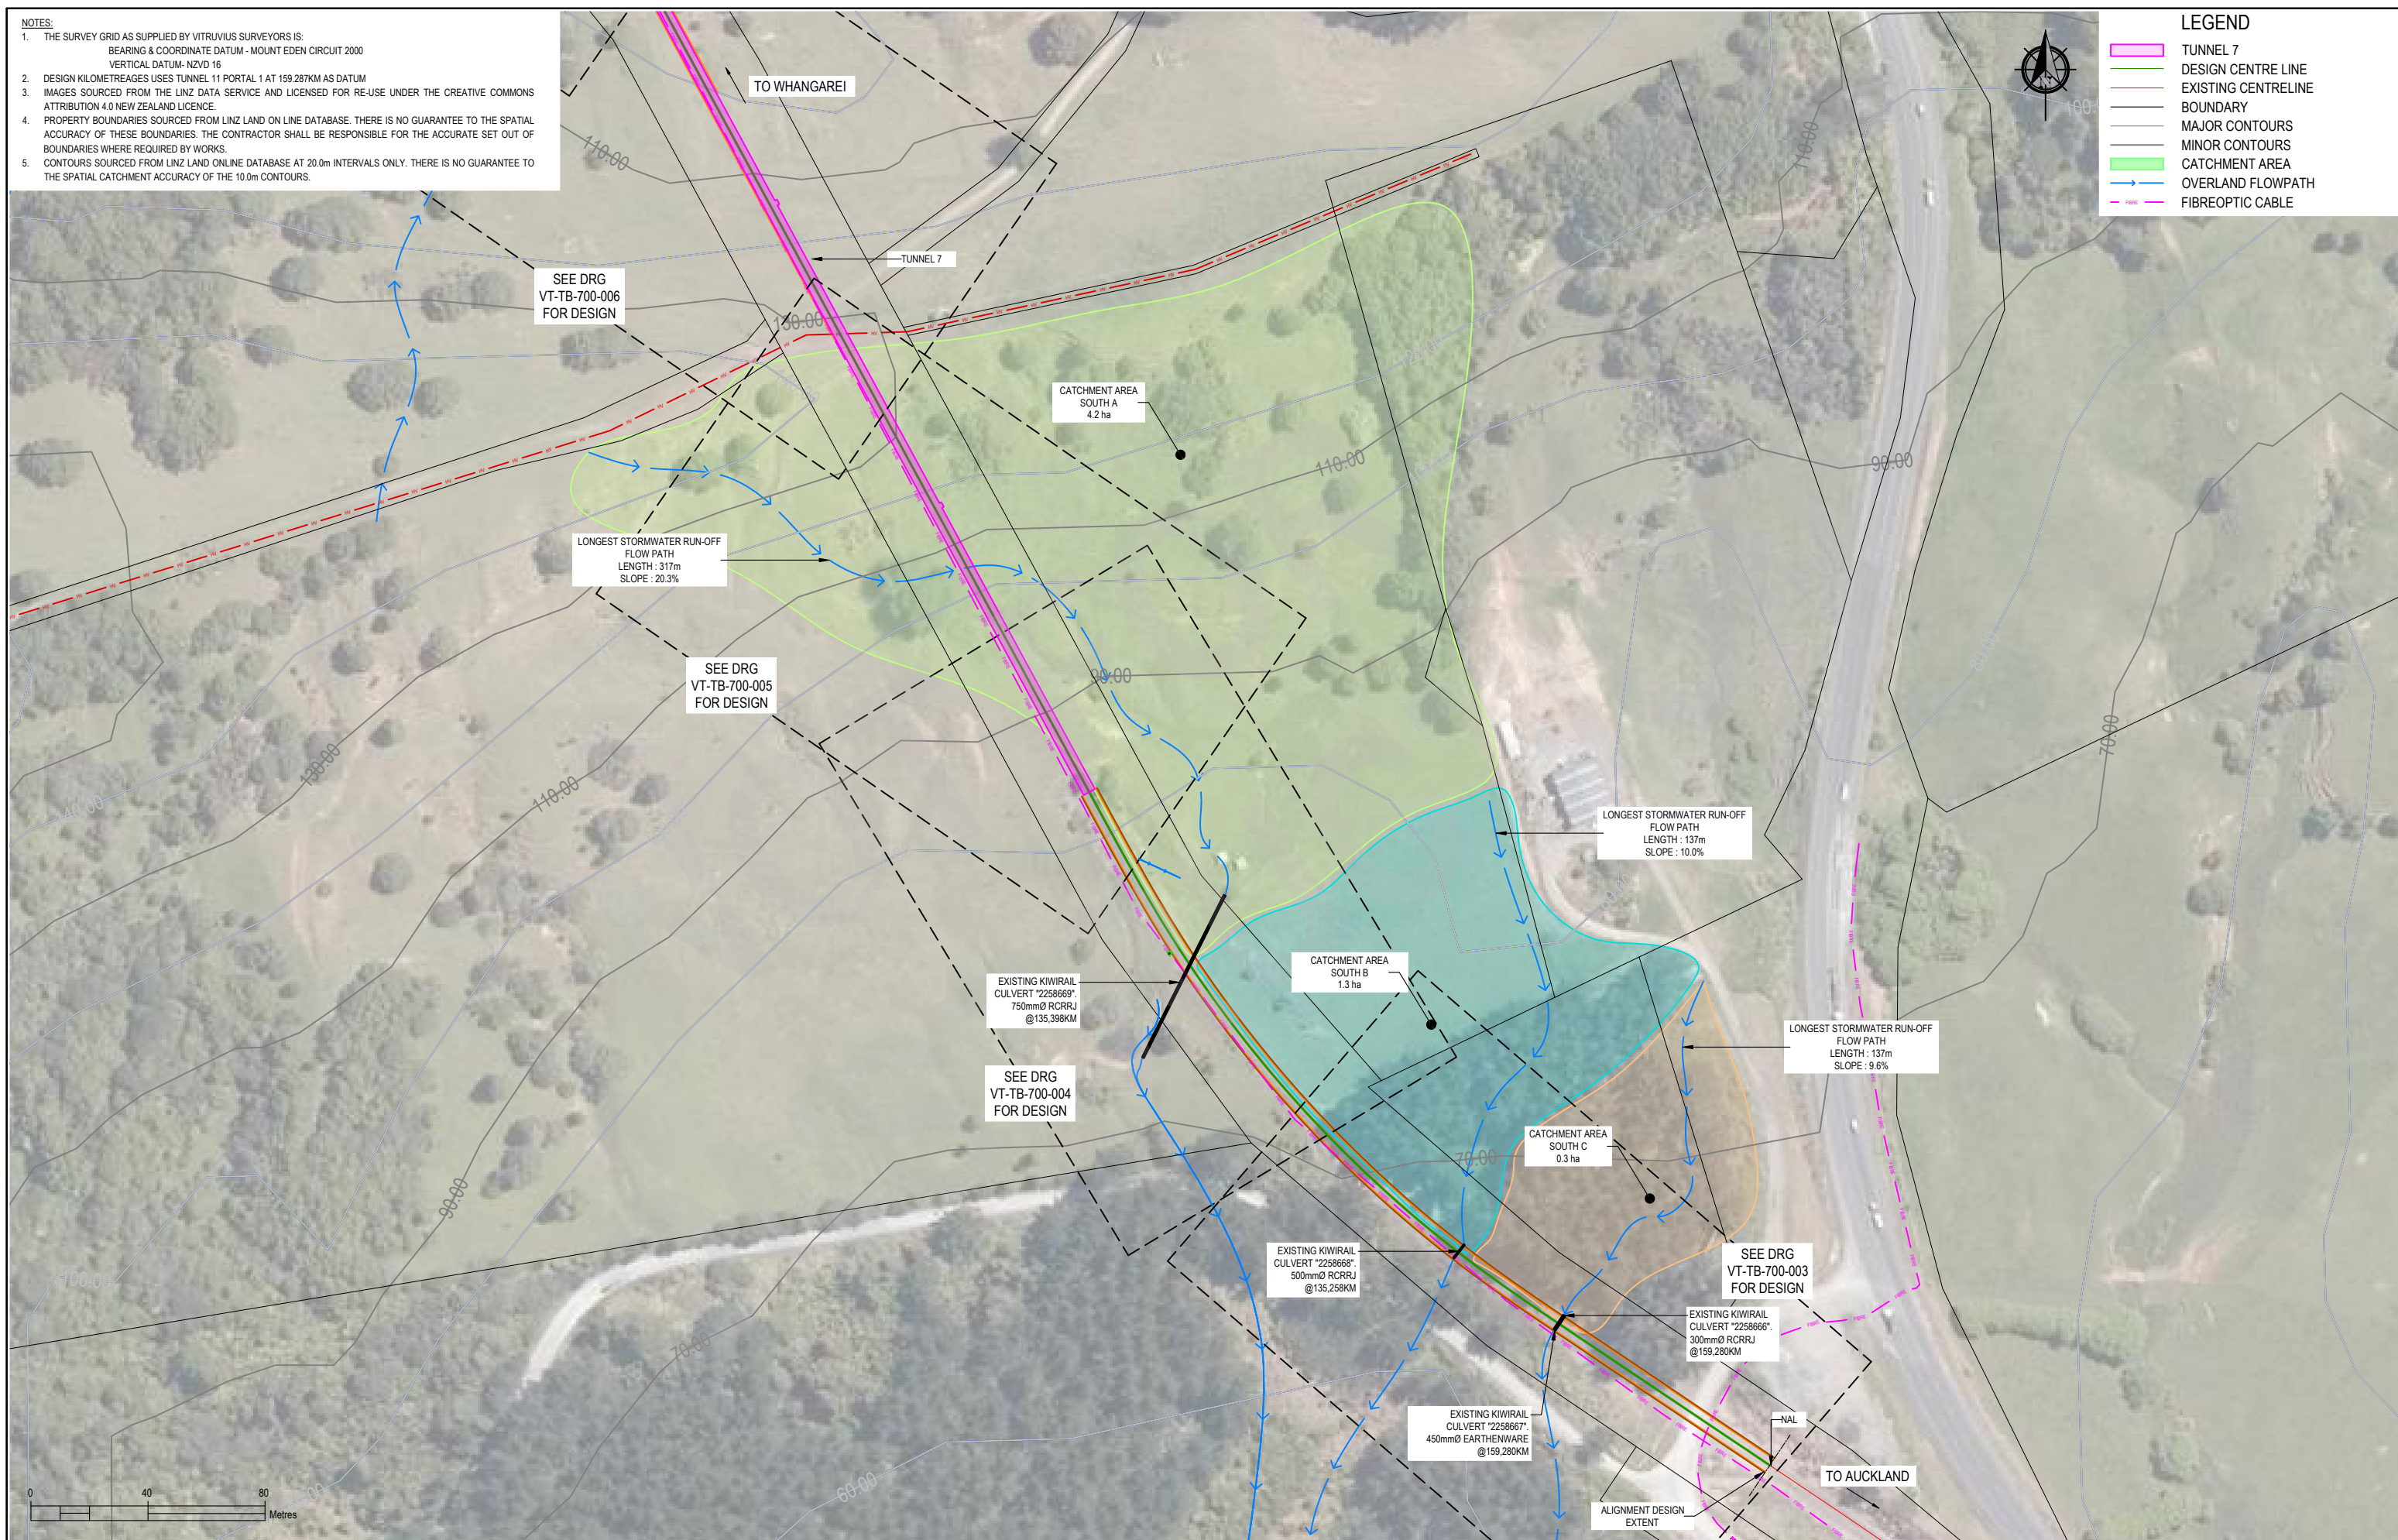 NOTES:
1. THE SURVEY GRID AS SUPPLIED BY VITRUVIUS SURVEYORS IS:
BEARING & COORDINATE DATUM - MOUNT EDEN CIRCUIT 2000
VERTICAL DATUM- NZVD 16
2. DESIGN KILOMETREAGES USES TUNNEL 11 PORTAL 1 AT 159.287KM AS DATUM
3. IMAGES SOURCED FROM THE LINZ DATA SERVICE AND LICENSED FOR RE-USE UNDER THE CREATIVE COMMONS
ATTRIBUTION 4.0 NEW ZEALAND LICENCE.
4. PROPERTY BOUNDARIES SOURCED FROM LINZ LAND ON LINE DATABASE. THERE IS NO GUARANTEE TO THE SPATIAL
ACCURACY OF THESE BOUNDARIES. THE CONTRACTOR SHALL BE RESPONSIBLE FOR THE ACCURATE SET OUT OF
BOUNDARIES WHERE REQUIRED BY WORKS.
5. CONTOURS SOURCED FROM LINZ LAND ONLINE DATABASE AT 20.0m INTERVALS ONLY. THERE IS NO GUARANTEE TO
THE SPATIAL CATCHMENT ACCURACY OF THE 10.0m CONTOURS.
LEGEND
TUNNEL 7
DESIGN CENTRE LINE
EXISTING CENTRELINE
BOUNDARY
MAJOR CONTOURS
MINOR CONTOURS
CATCHMENT AREA
OVERLAND FLOWPATH
FIBREOPTIC CABLE
TO WHANGAREI
110.00
110.00
TUNNEL 7
SEE DRG
VT-TB-700-006
FOR DESIGN
130.00
CATCHMENT AREA
SOUTH A
4.2 ha
110.00
90.00
LONGEST STORMWATER RUN-OFF
FLOW PATH
LENGTH : 317m
SLOPE : 20.3%
SEE DRG
VT-TB-700-005
FOR DESIGN
90.00
70.00
130.00
110.00
LONGEST STORMWATER RUN-OFF
FLOW PATH
LENGTH : 137m
SLOPE : 10.0%
CATCHMENT AREA
SOUTH B
1.3 ha
EXISTING KIWIRAIL
CULVERT "2258669".
750mmØ RCRRJ
@135,398KM
LONGEST STORMWATER RUN-OFF
FLOW PATH
LENGTH : 137m
SLOPE : 9.6%
SEE DRG
VT-TB-700-004
FOR DESIGN
CATCHMENT AREA
SOUTH C
0.3 ha
70.00
90.00
EXISTING KIWIRAIL
CULVERT "2258668".
500mmØ RCRRJ
@135,258KM
SEE DRG
VT-TB-700-003
FOR DESIGN
EXISTING KIWIRAIL
CULVERT "2258666".
300mmØ RCRRJ
@159,280KM
70.00
EXISTING KIWIRAIL
CULVERT "2258667".
450mmØ EARTHENWARE
@159,280KM
NAL
TO AUCKLAND
60.00
ALIGNMENT DESIGN
EXTENT
0 40 80
Metres